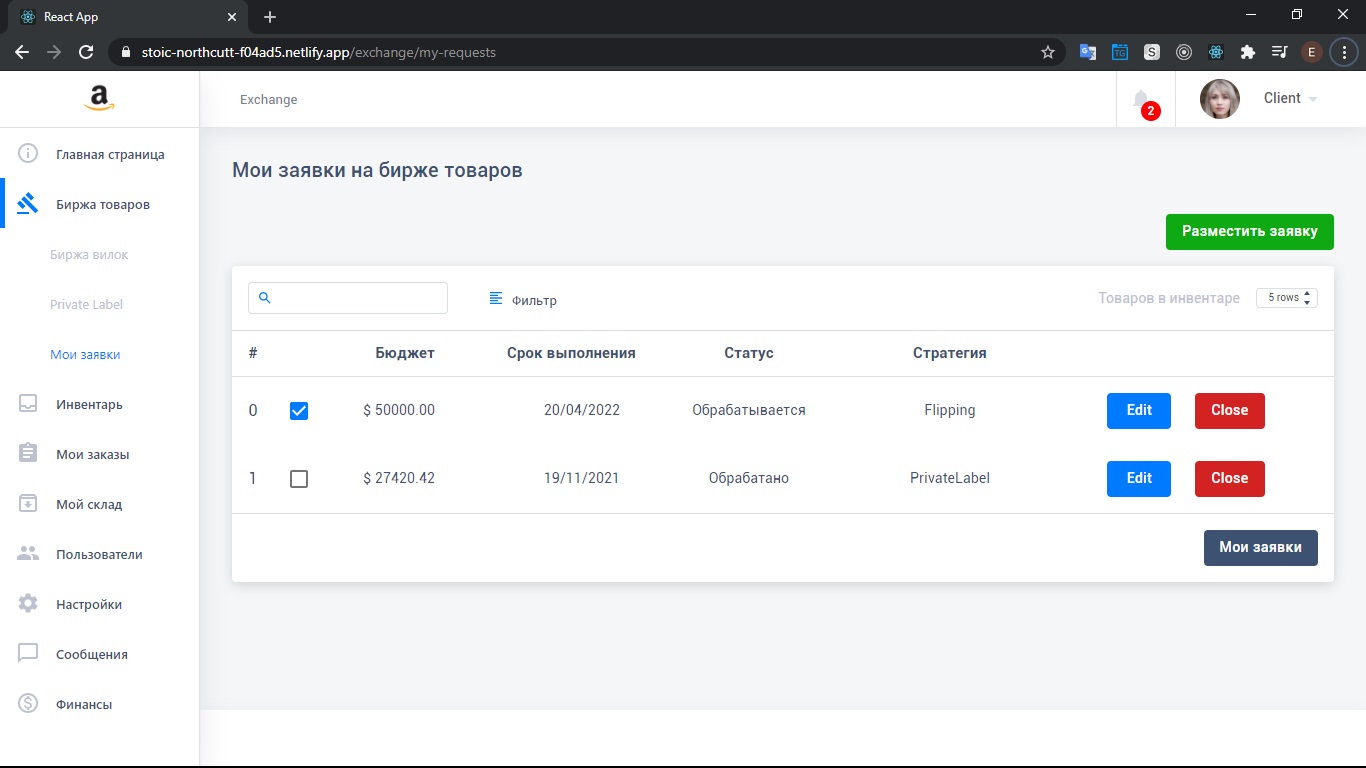 React App
stoic-northcutt-f04ad5.netlify.app/exchange/my-requests
TG
S
E
a
Exchange
2
Client
Главная страница
Биржа товаров
Биржа вилок
Private Label
Мои заявки
Инвентарь
Мои заказы
Мой склад
Пользователи
Настройки
Сообщения
Финансы
Мои заявки на бирже товаров
Разместить заявку
Фильтр
Товаров в инвентаре
5 rows
# Бюджет Срок выполнения Статус Стратегия
0 $ 50000.00 20/04/2022 Обрабатывается Flipping Edit Close
1 $ 27420.42 19/11/2021 Обрабатано PrivateLabel Edit Close
Мои заявки